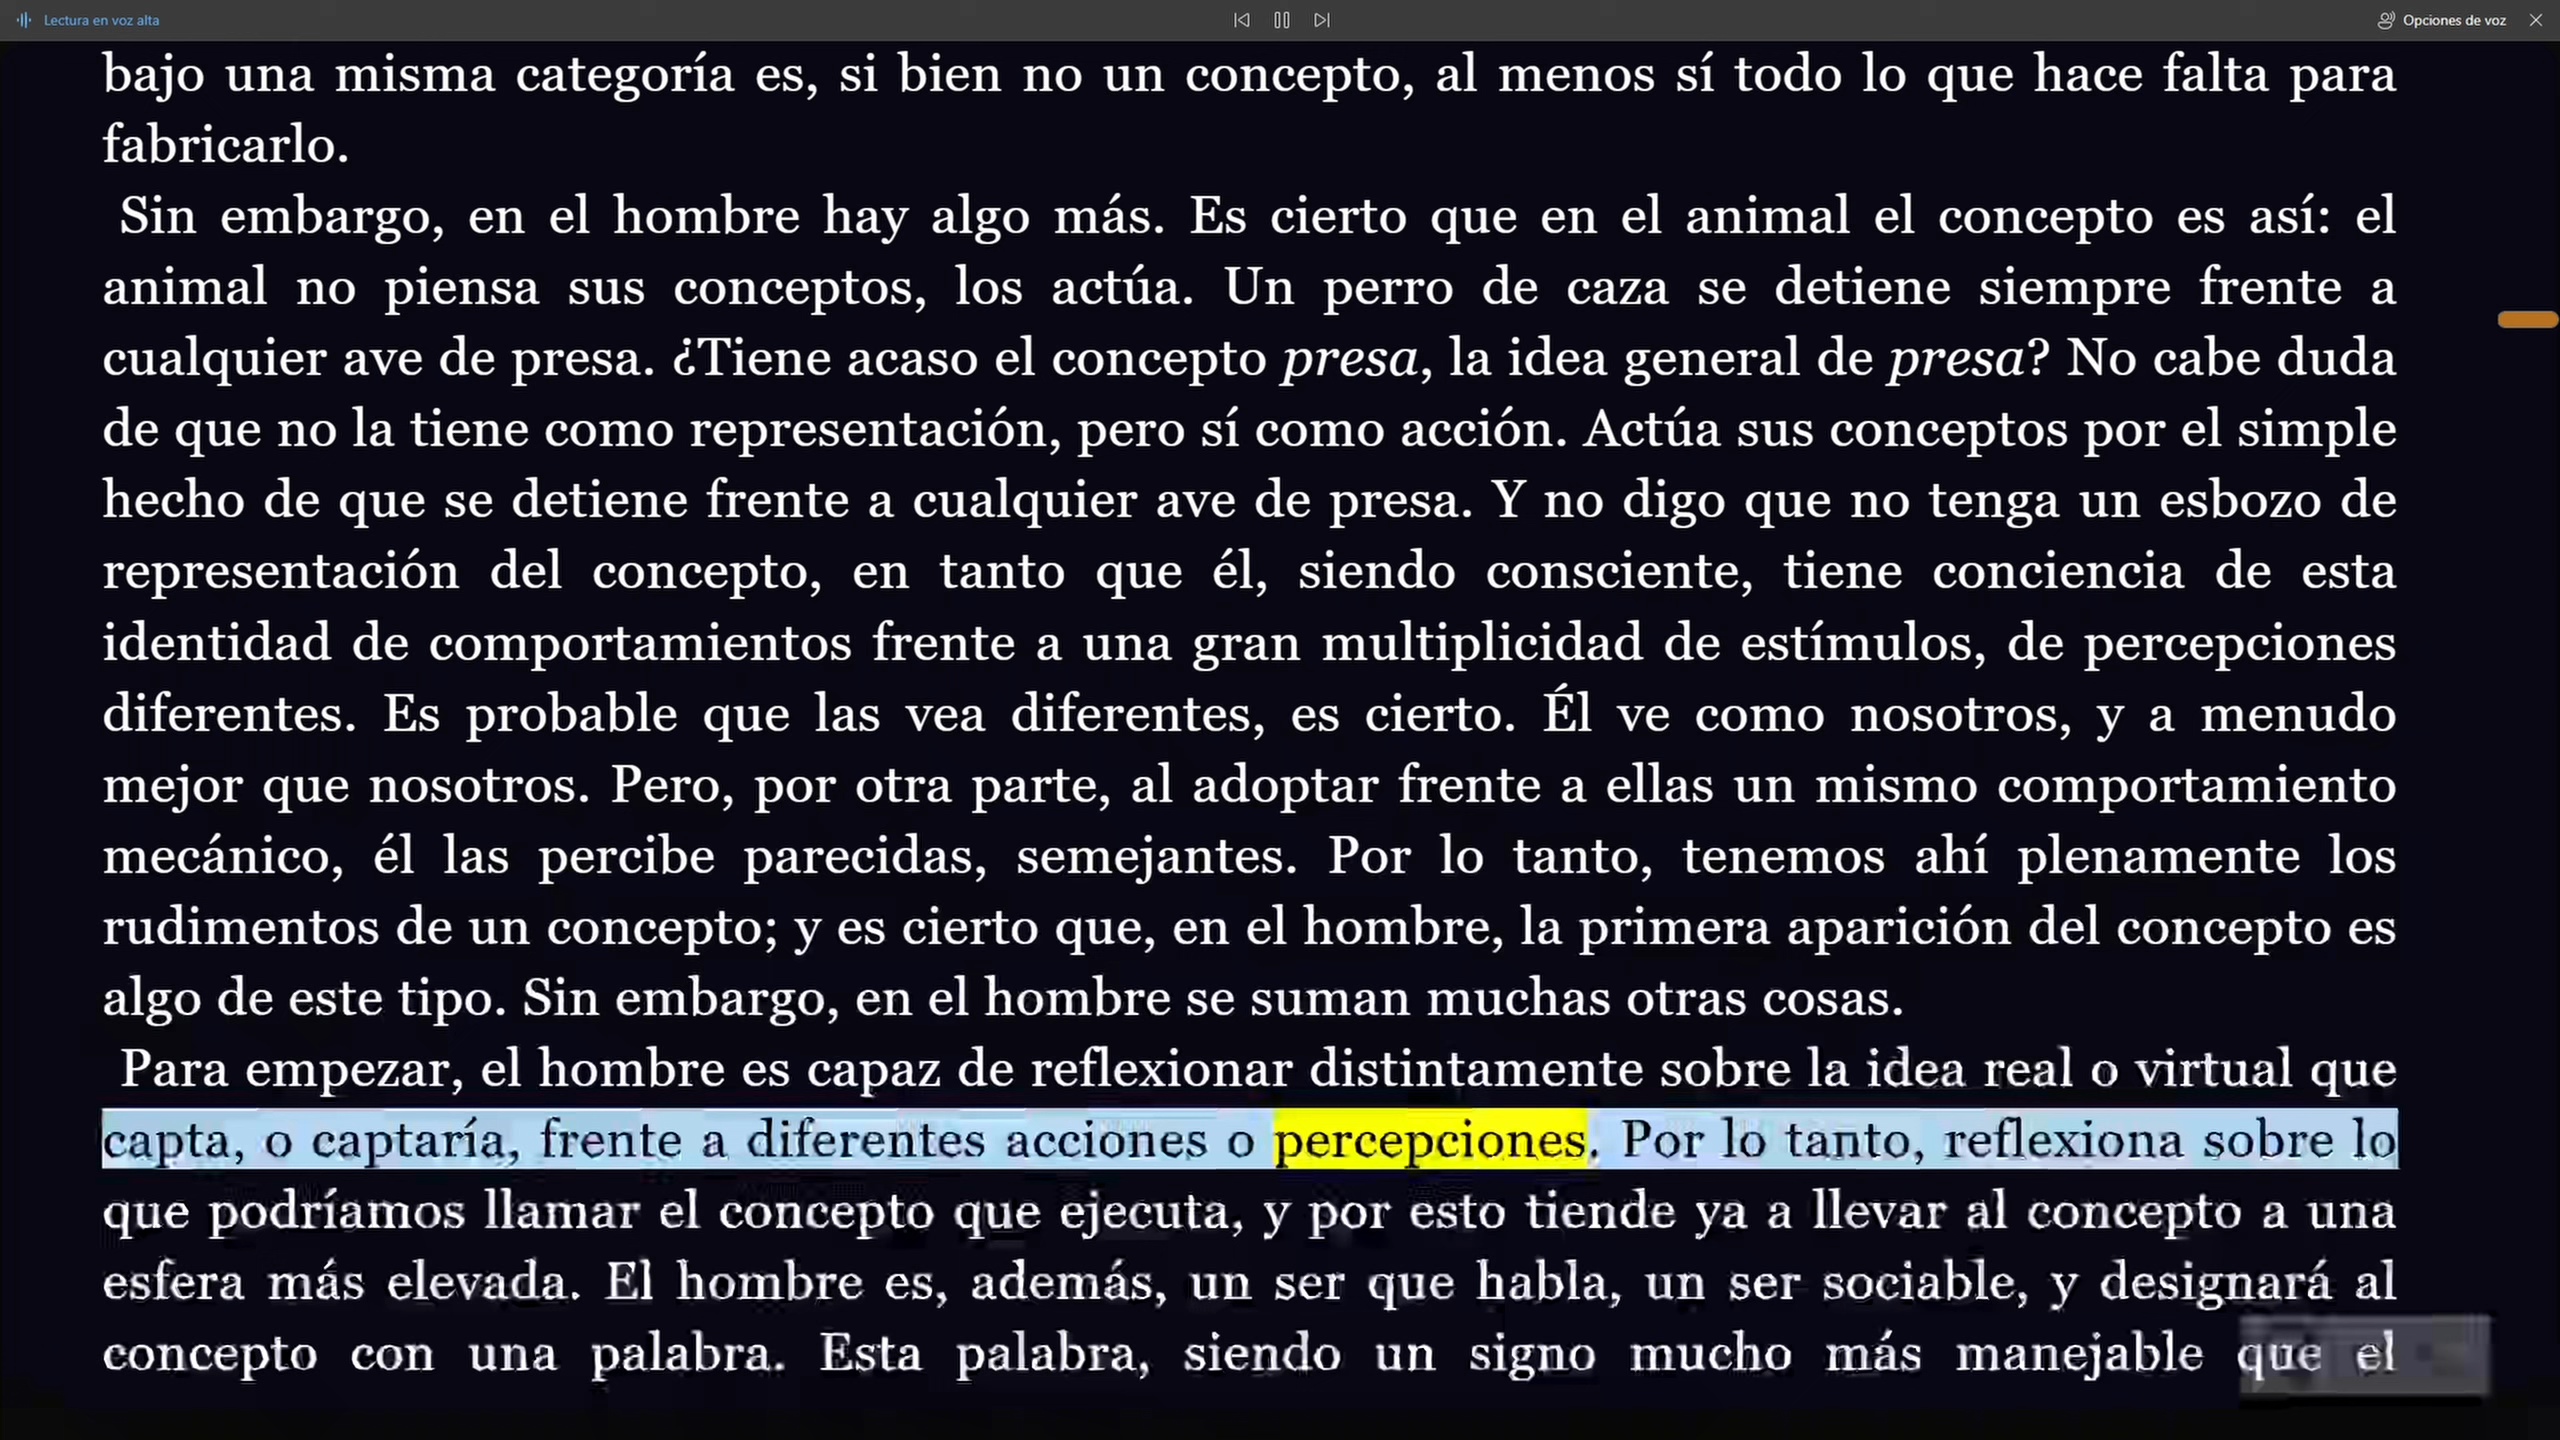 Lectura en voz alta
Opciones de voz
bajo una misma categoría es, si bien no un concepto, al menos sí todo lo que hace falta para
fabricarlo.
Sin embargo, en el hombre hay algo más. Es cierto que en el animal el concepto es así: el
animal no piensa sus conceptos, los actúa. Un perro de caza se detiene siempre frente a
cualquier ave de presa. ¿Tiene acaso el concepto presa, la idea general de presa? No cabe duda
de que no la tiene como representación, pero sí como acción. Actúa sus conceptos por el simple
hecho de que se detiene frente a cualquier ave de presa. Y no digo que no tenga un esbozo de
representación del concepto, en tanto que él, siendo consciente, tiene conciencia de esta
identidad de comportamientos frente a una gran multiplicidad de estímulos, de percepciones
diferentes. Es probable que las vea diferentes, es cierto. Él ve como nosotros, y a menudo
mejor que nosotros. Pero, por otra parte, al adoptar frente a ellas un mismo comportamiento
mecánico, él las percibe parecidas, semejantes. Por lo tanto, tenemos ahí plenamente los
rudimentos de un concepto; y es cierto que, en el hombre, la primera aparición del concepto es
algo de este tipo. Sin embargo, en el hombre se suman muchas otras cosas.
Para empezar, el hombre es capaz de reflexionar distintamente sobre la idea real o virtual que
capta, o captaría, frente a diferentes acciones o percepciones. Por lo tanto, reflexiona sobre lo
que podríamos llamar el concepto que ejecuta, y por esto tiende ya a llevar al concepto a una
esfera más elevada. El hombre es, además, un ser que habla, un ser sociable, y designará al
concepto con una palabra. Esta palabra, siendo un signo mucho más manejable que el